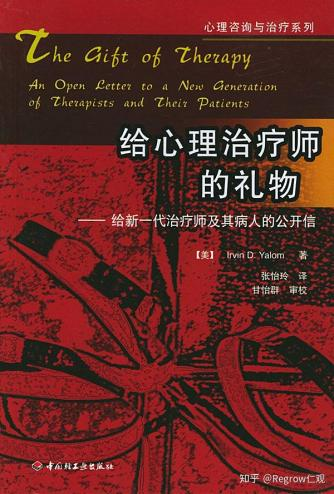 心理咨询与治疗系列
The Gift of Therapy
An Open Letter to a New Generation
of Therapists and Their Patients
给心理治疗师
的礼物
—— 给新一代治疗师及其病人的公开信
【美】 Irvin D. Yalom 著
张怡玲 译
甘怡群 审校
中国轻工业出版社
知乎 @Regrow仁观